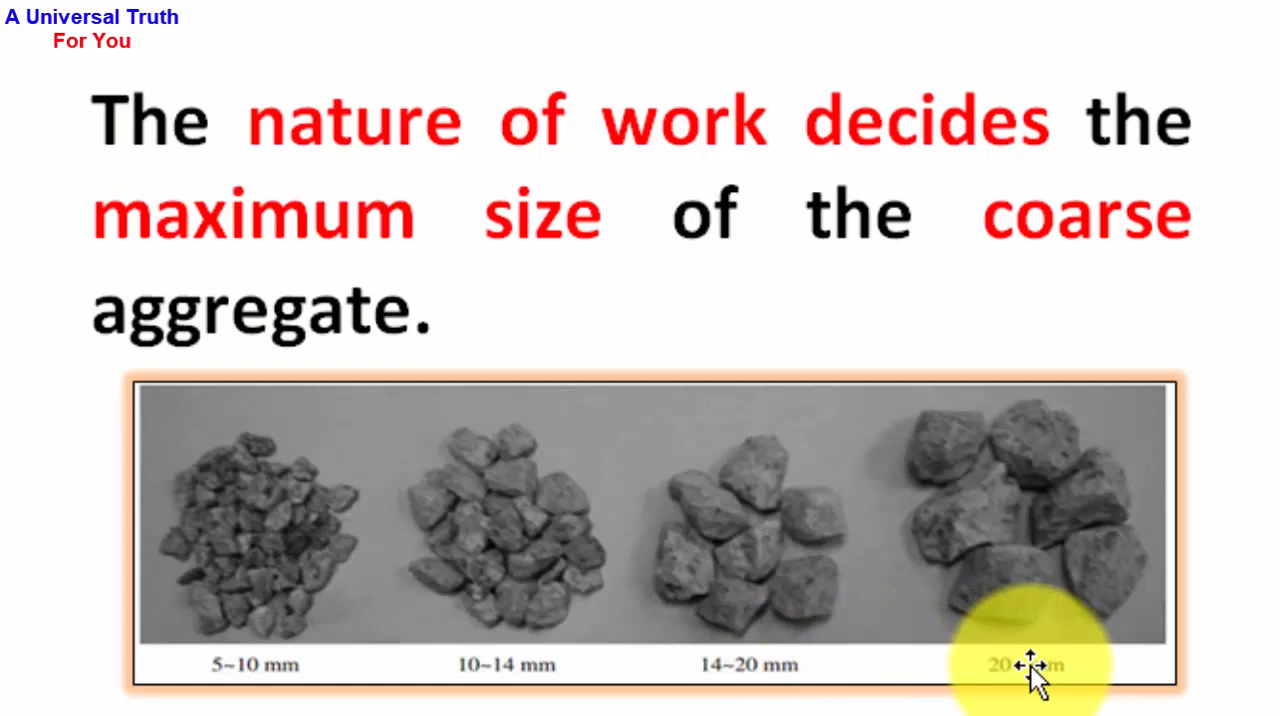 A Universal Truth
For You
The nature of work decides the
maximum size of the coarse
aggregate.
5~10 mm
10~14 mm
14~20 mm